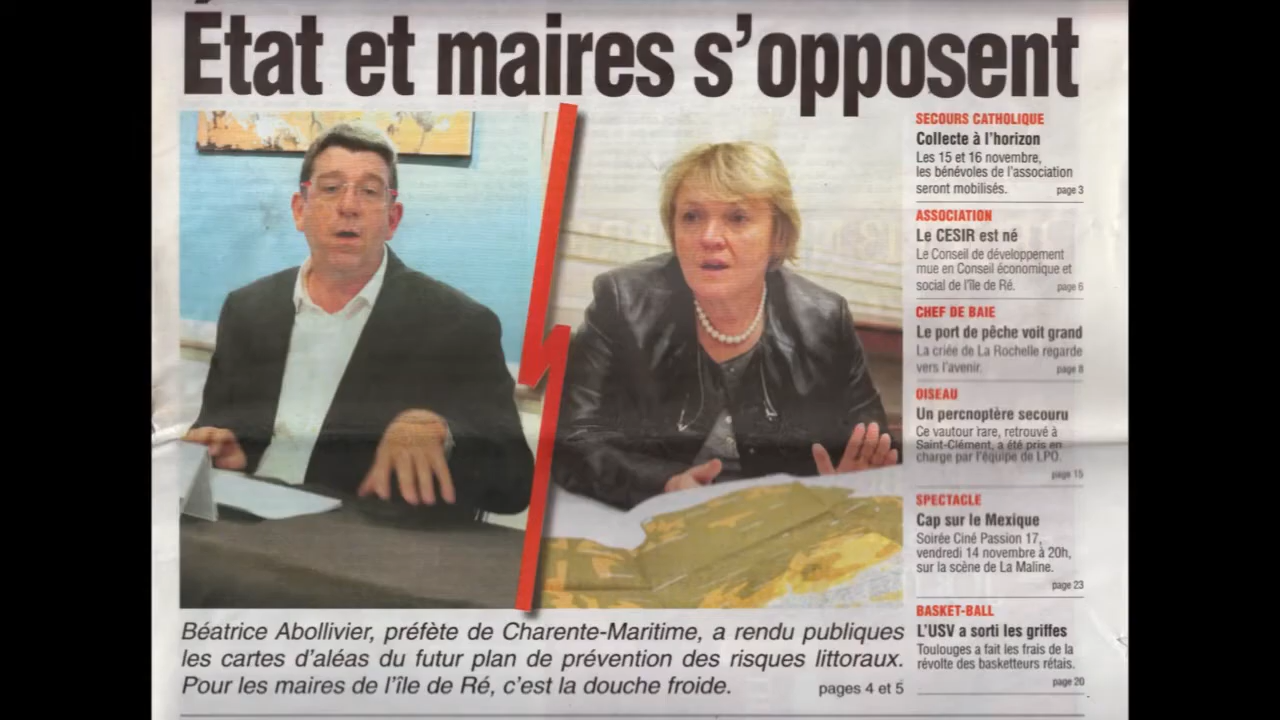 État et maires s'opposent
SECOURS CATHOLIQUE
Collecte à l'horizon
Les 15 et 16 novembre,
les bénévoles de l'association
seront mobilisés. page 3
ASSOCIATION
Le CESIR est né
Le Conseil de développement
mue en Conseil économique et
social de l'île de Ré. page 6
CHEF DE BAIE
Le port de pêche voit grand
La criée de La Rochelle regarde
vers l'avenir. page 8
OISEAU
Un percnoptère secouru
Ce vautour rare, retrouvé à
Saint-Clément, a été pris en
charge par l'équipe de LPO.
page 15
SPECTACLE
Cap sur le Mexique
Soirée Ciné Passion 17,
vendredi 14 novembre à 20h,
sur la scène de La Maline.
page 23
BASKET-BALL
L'USV a sorti les griffes
Toulouges a fait les frais de la
révolte des basketteurs rétais.
page 20
Béatrice Abollivier, préfète de Charente-Maritime, a rendu publiques
les cartes d'aléas du futur plan de prévention des risques littoraux.
Pour les maires de l'île de Ré, c'est la douche froide. pages 4 et 5